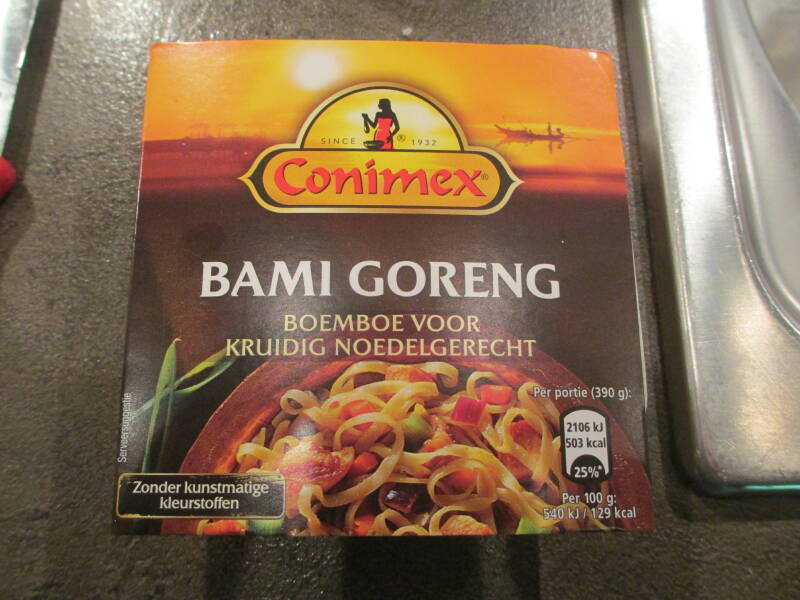 SINCE ® 1932
Conimex®
BAMI GORENG
BOEMBOE VOOR
KRUIDIG NOEDELGERECHT
Per portie (390 g):
2106 kJ
503 kcal
25%*
Per 100 g:
540 kJ / 129 kcal
Serveersuggestie
Zonder kunstmatige
kleurstoffen